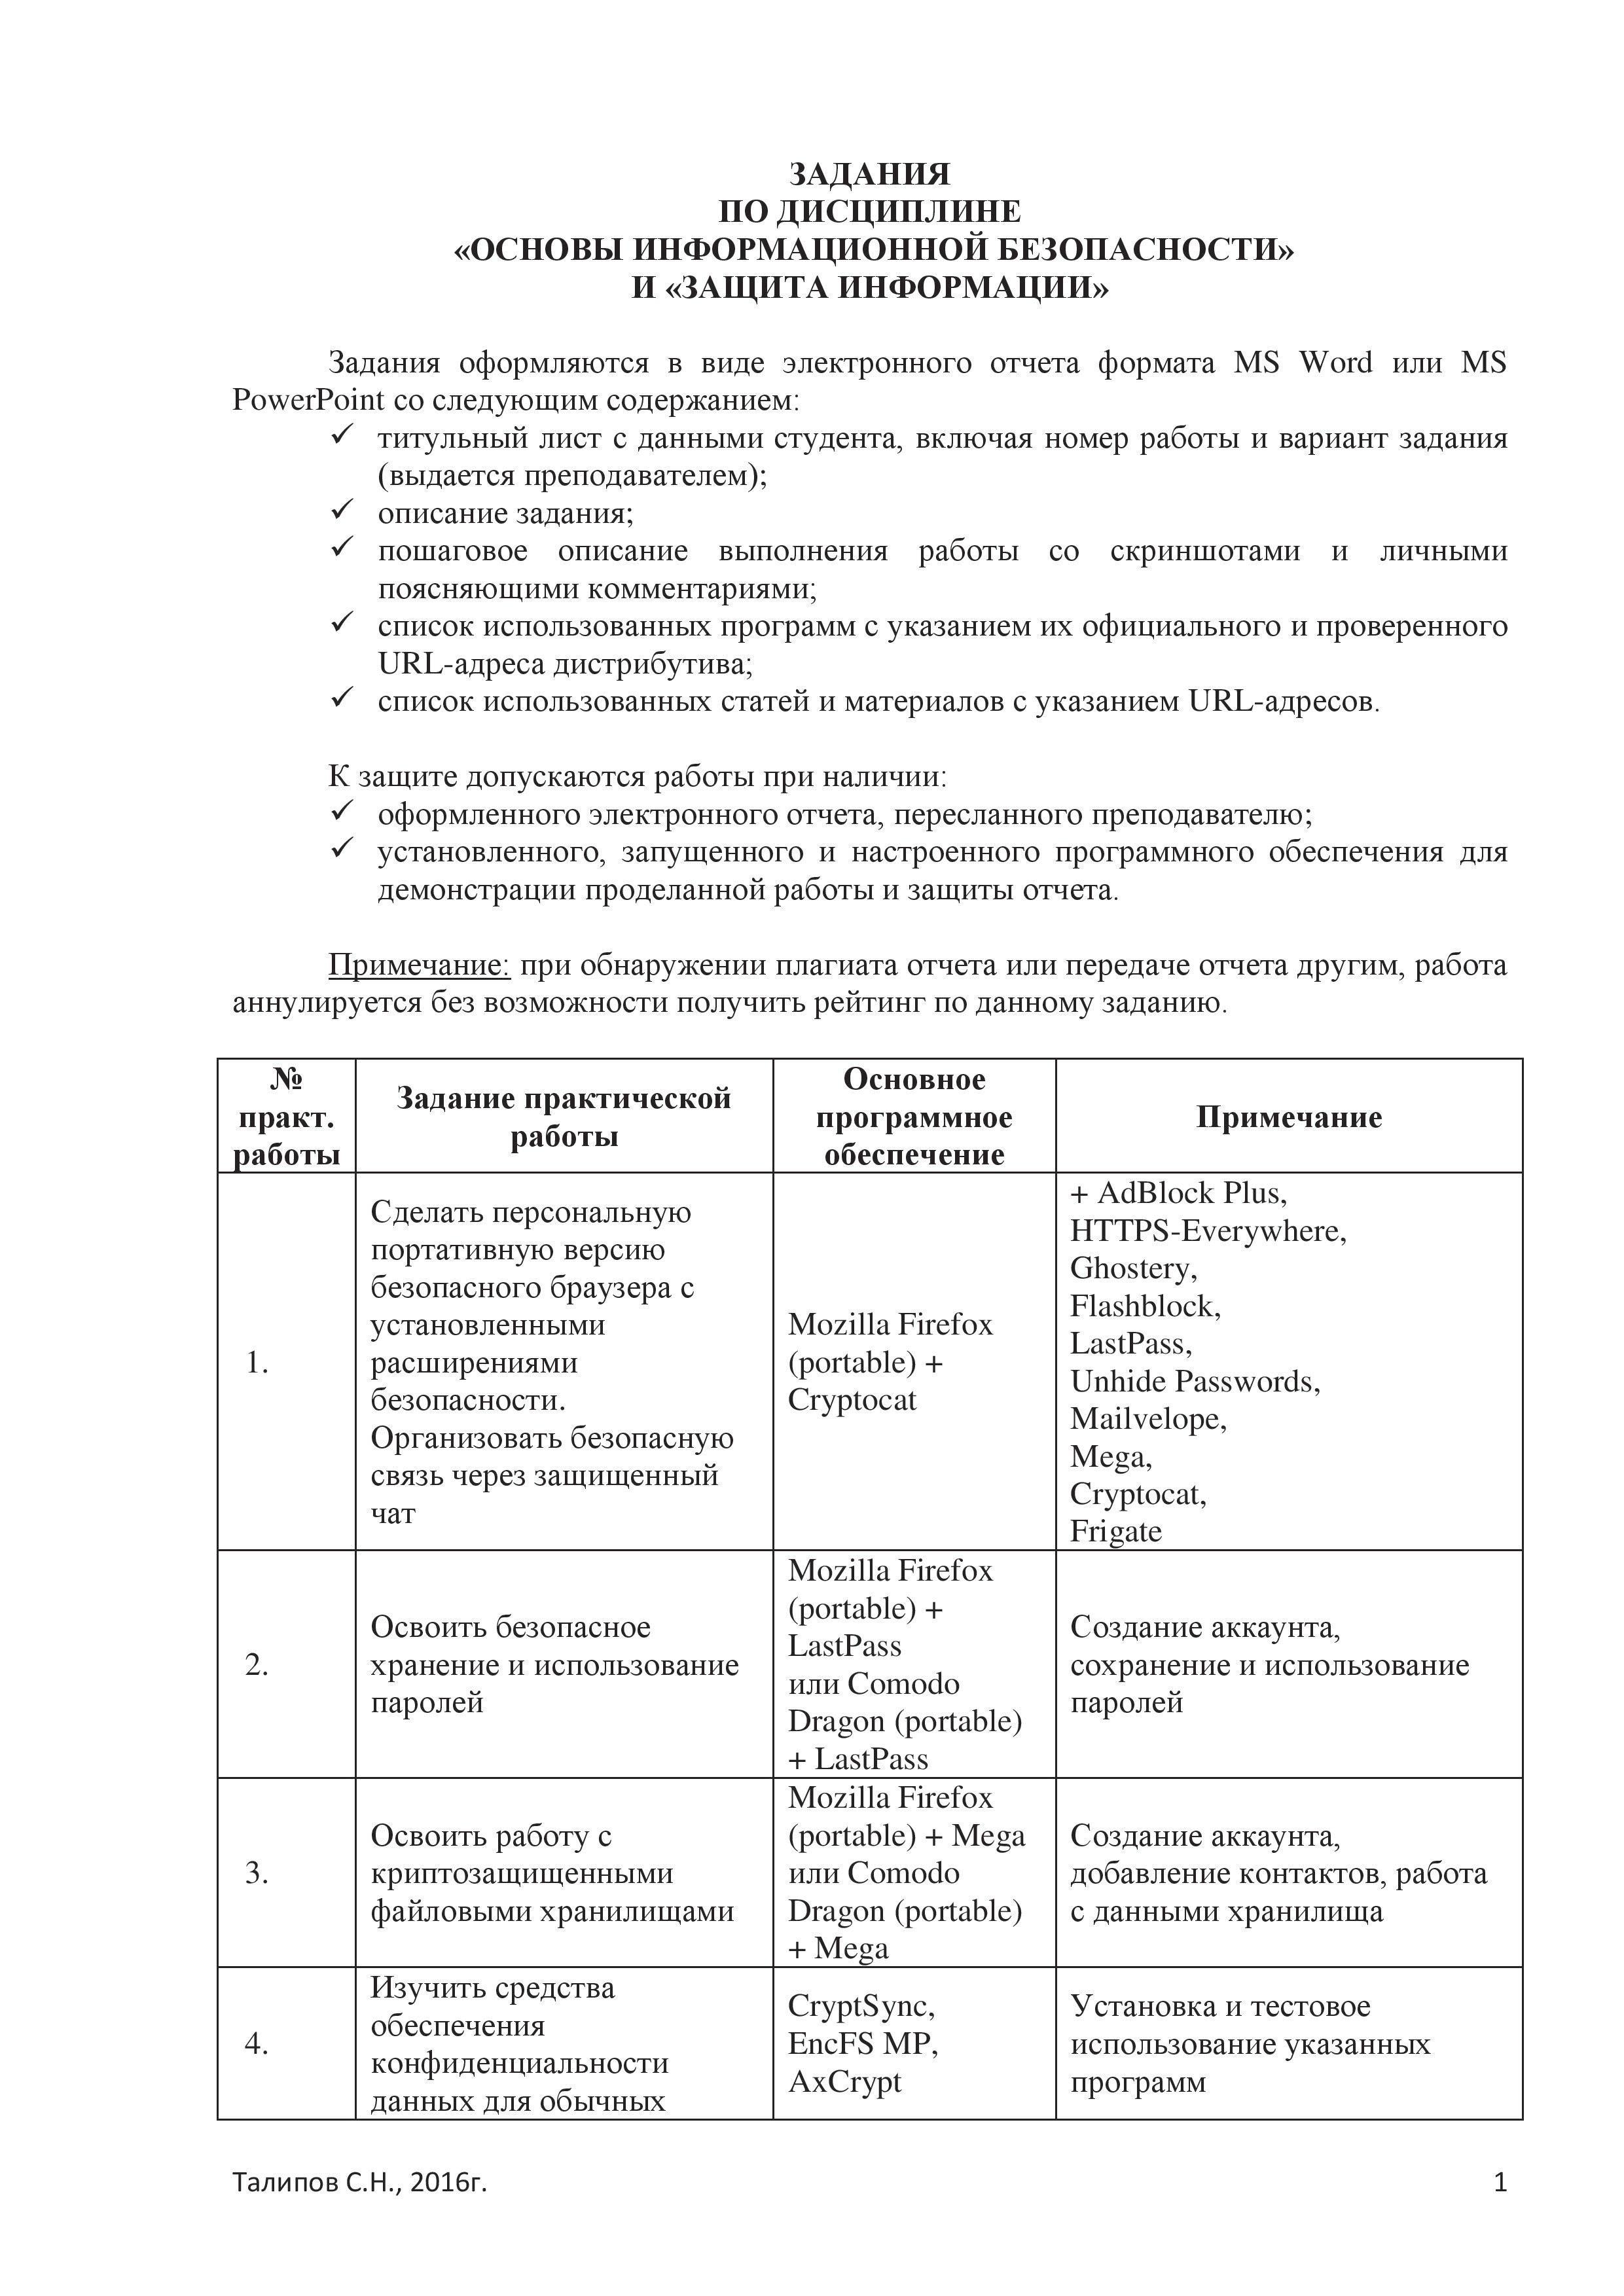 ЗАДАНИЯ
ПО ДИСЦИПЛИНЕ
«ОСНОВЫ ИНФОРМАЦИОННОЙ БЕЗОПАСНОСТИ»
И «ЗАЩИТА ИНФОРМАЦИИ»
Задания оформляются в виде электронного отчета формата MS Word или MS
PowerPoint со следующим содержанием:
✓ титульный лист с данными студента, включая номер работы и вариант задания
(выдается преподавателем);
✓ описание задания;
✓ пошаговое описание выполнения работы со скриншотами и личными
поясняющими комментариями;
✓ список использованных программ с указанием их официального и проверенного
URL-адреса дистрибутива;
✓ список использованных статей и материалов с указанием URL-адресов.
К защите допускаются работы при наличии:
✓ оформленного электронного отчета, пересланного преподавателю;
✓ установленного, запущенного и настроенного программного обеспечения для
демонстрации проделанной работы и защиты отчета.
Примечание: при обнаружении плагиата отчета или передаче отчета другим, работа
аннулируется без возможности получить рейтинг по данному заданию.
№
практ.
работы
Задание практической
работы
Основное
программное
обеспечение
Примечание
1.
Сделать персональную
портативную версию
безопасного браузера с
установленными
расширениями
безопасности.
Организовать безопасную
связь через защищенный
чат
Mozilla Firefox
(portable) +
Cryptocat
+ AdBlock Plus,
HTTPS-Everywhere,
Ghostery,
Flashblock,
LastPass,
Unhide Passwords,
Mailvelope,
Mega,
Cryptocat,
Frigate
2.
Освоить безопасное
хранение и использование
паролей
Mozilla Firefox
(portable) +
LastPass
или Comodo
Dragon (portable)
+ LastPass
Создание аккаунта,
сохранение и использование
паролей
3.
Освоить работу с
криптозащищенными
файловыми хранилищами
Mozilla Firefox
(portable) + Mega
или Comodo
Dragon (portable)
+ Mega
Создание аккаунта,
добавление контактов, работа
с данными хранилища
4.
Изучить средства
обеспечения
конфиденциальности
данных для обычных
CryptSync,
EncFS MP,
AxCrypt
Установка и тестовое
использование указанных
программ
Талипов С.Н., 2016г.
1